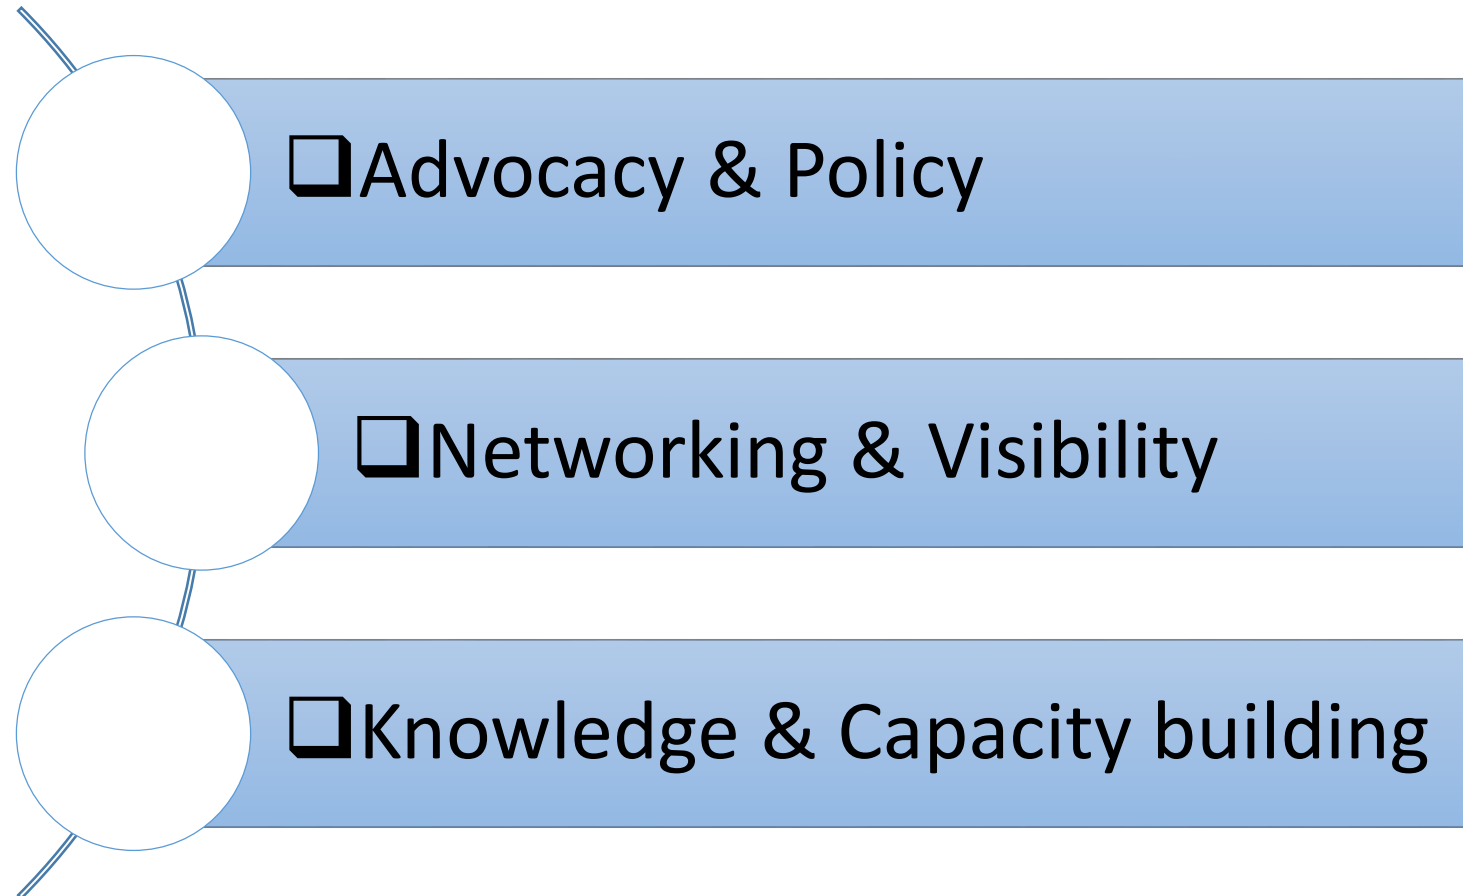 ❑Advocacy & Policy
❑Networking & Visibility
❑Knowledge & Capacity building